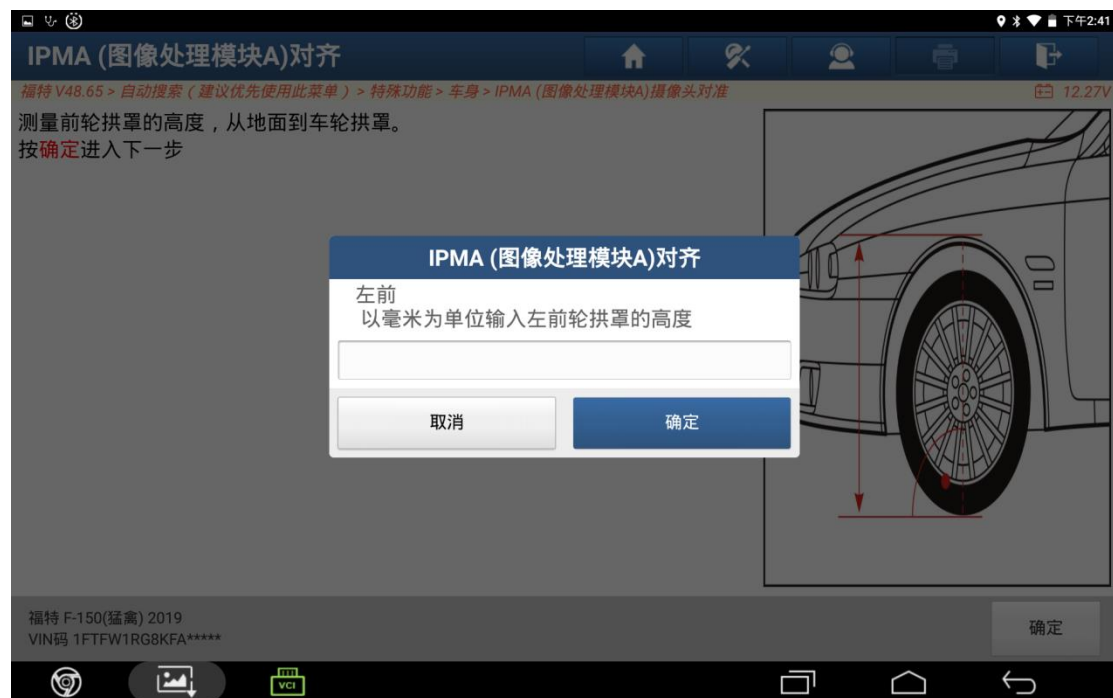 下午2:41
IPMA (图像处理模块A)对齐
福特 V48.65 > 自动搜索（建议优先使用此菜单）> 特殊功能 > 车身 > IPMA (图像处理模块A)摄像头对准
12.27V
测量前轮拱罩的高度，从地面到车轮拱罩。
按确定进入下一步
IPMA (图像处理模块A)对齐
左前
以毫米为单位输入左前轮拱罩的高度
取消
确定
福特 F-150(猛禽) 2019
VIN码 1FTFW1RG8KFA*****
确定
VCI